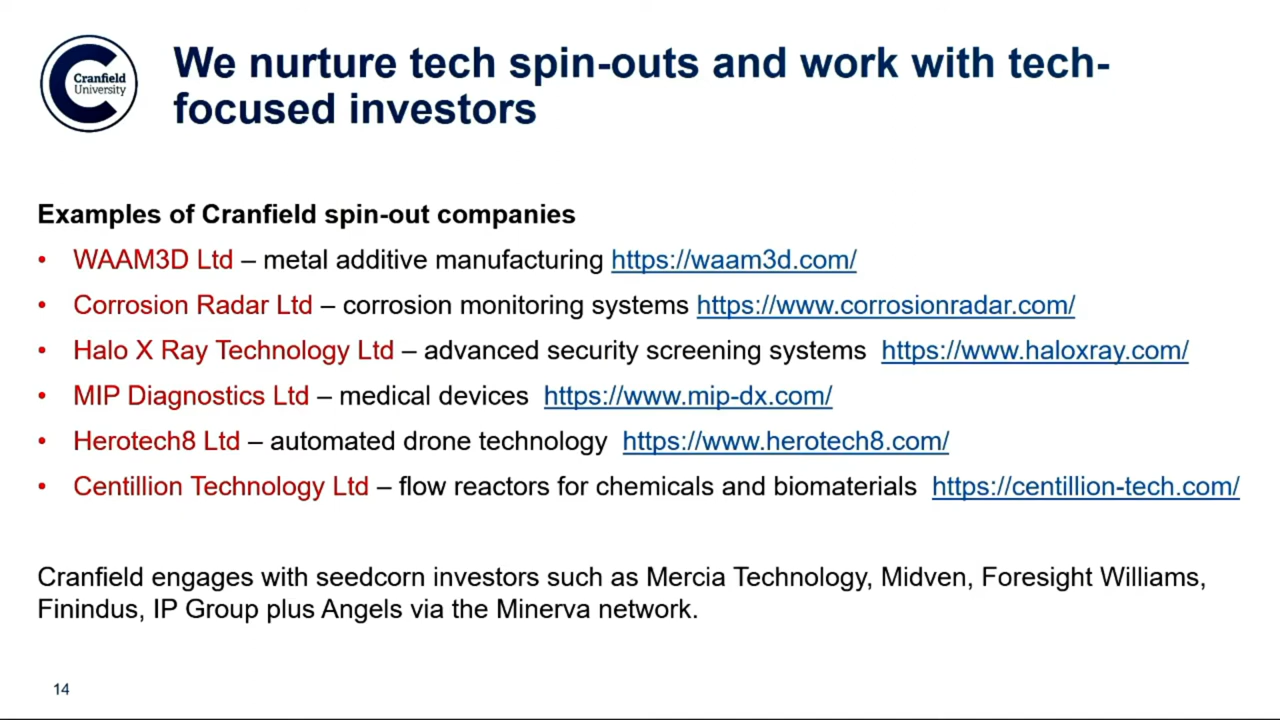 Cranfield
University
We nurture tech spin-outs and work with tech-
focused investors
Examples of Cranfield spin-out companies
• WAAM3D Ltd – metal additive manufacturing https://waam3d.com/
• Corrosion Radar Ltd – corrosion monitoring systems https://www.corrosionradar.com/
• Halo X Ray Technology Ltd – advanced security screening systems https://www.haloxray.com/
• MIP Diagnostics Ltd – medical devices https://www.mip-dx.com/
• Herotech8 Ltd – automated drone technology https://www.herotech8.com/
• Centillion Technology Ltd – flow reactors for chemicals and biomaterials https://centillion-tech.com/
Cranfield engages with seedcorn investors such as Mercia Technology, Midven, Foresight Williams,
Finindus, IP Group plus Angels via the Minerva network.
14